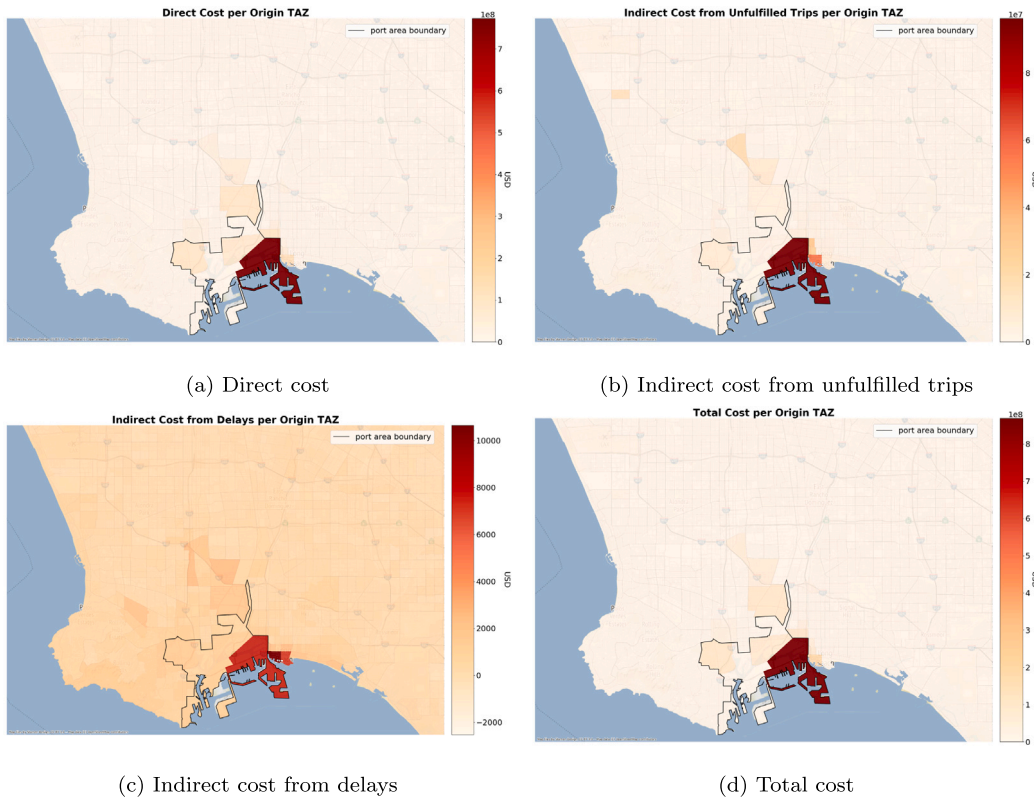 Direct Cost per Origin TAZ
1e8
port area boundary
7
6
5
4
3
2
1
0
USD
(a) Direct cost
Indirect Cost from Unfulfilled Trips per Origin TAZ
1e7
port area boundary
8
6
4
2
0
(b) Indirect cost from unfulfilled trips
Indirect Cost from Delays per Origin TAZ
port area boundary
10000
8000
6000
4000
2000
0
−2000
USD
(c) Indirect cost from delays
Total Cost per Origin TAZ
1e8
port area boundary
8
7
6
5
4
3
2
1
0
(d) Total cost